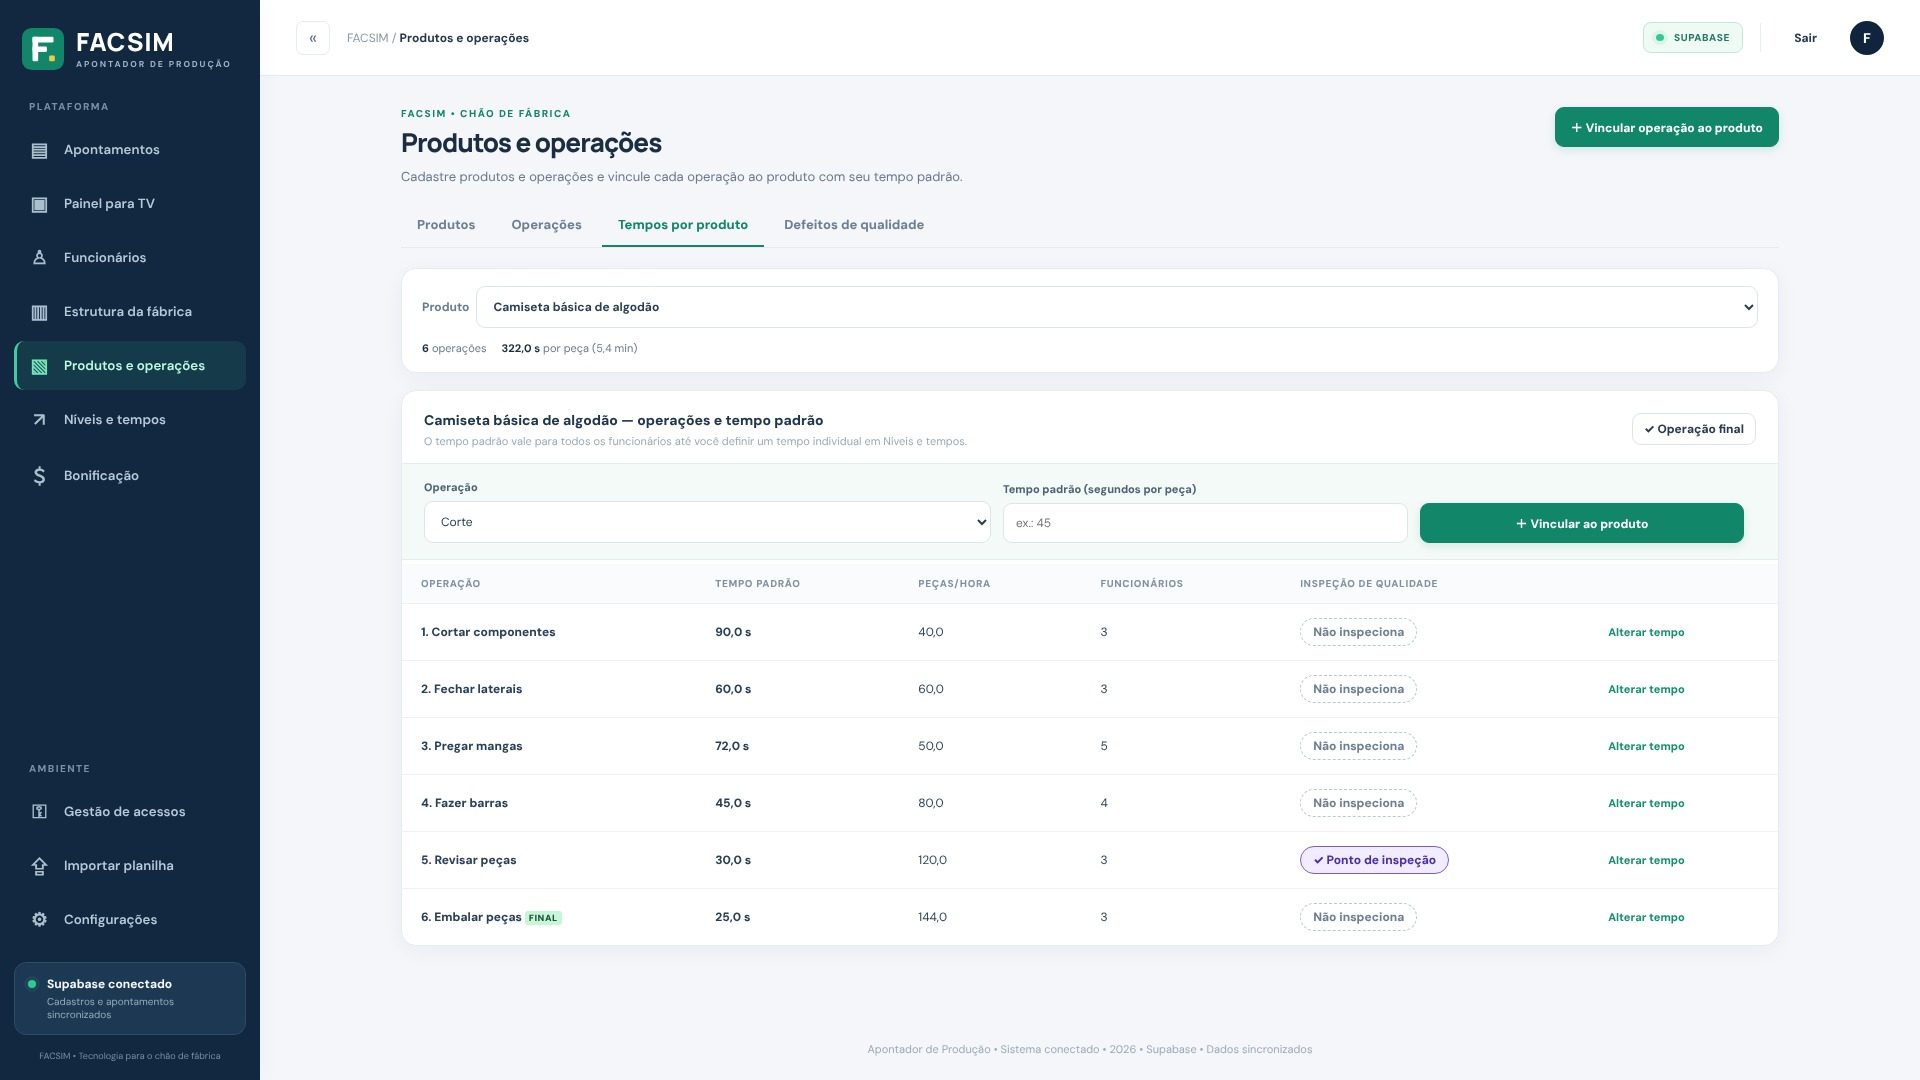 FACSIM
APONTADOR DE PRODUÇÃO
PLATAFORMA
Apontamentos
Painel para TV
Funcionários
Estrutura da fábrica
Produtos e operações
Níveis e tempos
Bonificação
AMBIENTE
Gestão de acessos
Importar planilha
Configurações
Supabase conectado
Cadastros e apontamentos
sincronizados
FACSIM • Tecnologia para o chão de fábrica
« FACSIM / Produtos e operações
SUPABASE
Sair
F
FACSIM • CHÃO DE FÁBRICA
Produtos e operações
Cadastre produtos e operações e vincule cada operação ao produto com seu tempo padrão.
+ Vincular operação ao produto
Produtos Operações Tempos por produto Defeitos de qualidade
Produto Camiseta básica de algodão
6 operações 322,0 s por peça (5,4 min)
Camiseta básica de algodão — operações e tempo padrão
O tempo padrão vale para todos os funcionários até você definir um tempo individual em Níveis e tempos.
✓ Operação final
Operação
Corte
Tempo padrão (segundos por peça)
ex.: 45
+ Vincular ao produto
OPERAÇÃO TEMPO PADRÃO PEÇAS/HORA FUNCIONÁRIOS INSPEÇÃO DE QUALIDADE
1. Cortar componentes 90,0 s 40,0 3 Não inspeciona Alterar tempo
2. Fechar laterais 60,0 s 60,0 3 Não inspeciona Alterar tempo
3. Pregar mangas 72,0 s 50,0 5 Não inspeciona Alterar tempo
4. Fazer barras 45,0 s 80,0 4 Não inspeciona Alterar tempo
5. Revisar peças 30,0 s 120,0 3 ✓ Ponto de inspeção Alterar tempo
6. Embalar peças FINAL 25,0 s 144,0 3 Não inspeciona Alterar tempo
Apontador de Produção • Sistema conectado • 2026 • Supabase • Dados sincronizados